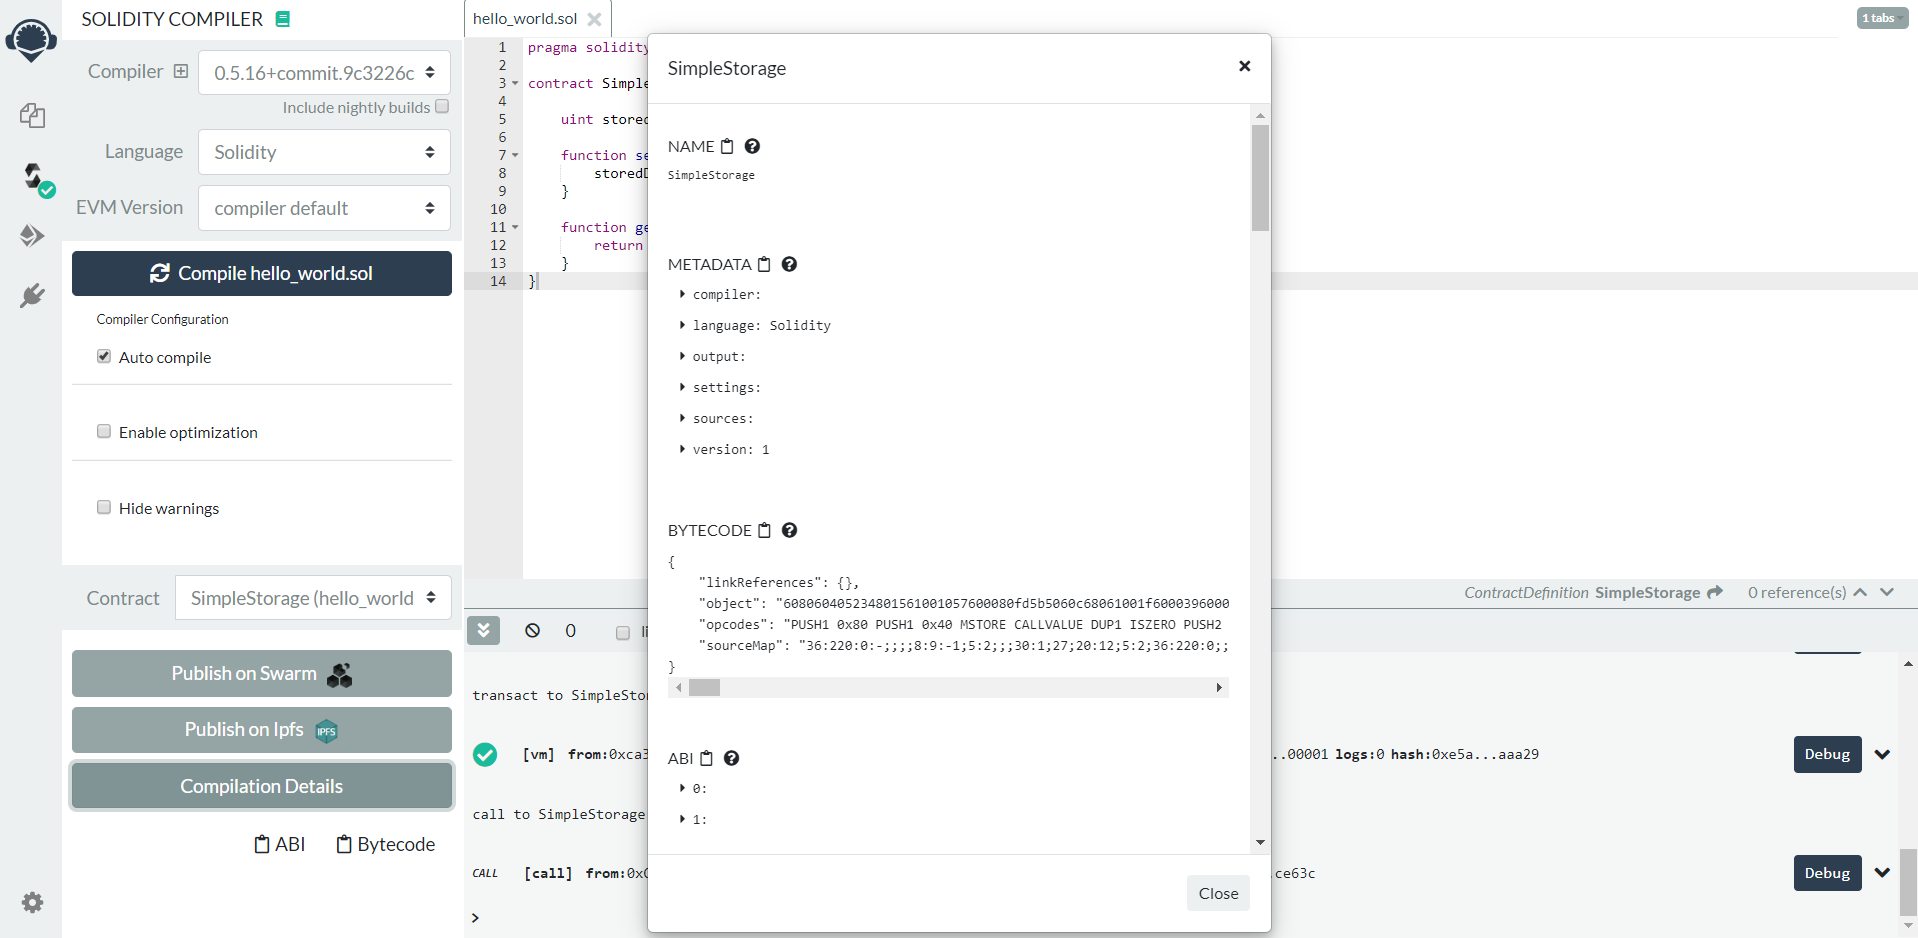 SOLIDITY COMPILER
Compiler
0.5.16+commit.9c3226c
Include nightly builds
Language
Solidity
EVM Version
compiler default
Compile hello_world.sol
Compiler Configuration
Auto compile
Enable optimization
Hide warnings
Contract
SimpleStorage (hello_world
Publish on Swarm
Publish on Ipfs
IPFS
Compilation Details
ABI
Bytecode
hello_world.sol
1 tabs
1 pragma solidity
2
3 contract Simple
4
5 uint stored
6
7 function se
8 stored
9 }
10
11 function ge
12 return
13 }
14 }
SimpleStorage
NAME
SimpleStorage
METADATA
compiler:
language: Solidity
output:
settings:
sources:
version: 1
BYTECODE
{
"linkReferences": {},
"object": "608060405234801561001057600080fd5b5060c68061001f6000396000
"opcodes": "PUSH1 0x80 PUSH1 0x40 MSTORE CALLVALUE DUP1 ISZERO PUSH2
"sourceMap": "36:220:0:-;;;;8:9:-1;5:2;;;30:1;27;20:12;5:2;36:220:0;;
}
ABI
0:
1:
Close
ContractDefinition SimpleStorage
0 reference(s)
0
li
transact to SimpleStor
[vm] from:0xca3
..00001 logs:0 hash:0xe5a...aaa29
Debug
call to SimpleStorage
CALL [call] from:0x
.ce63c
Debug
>